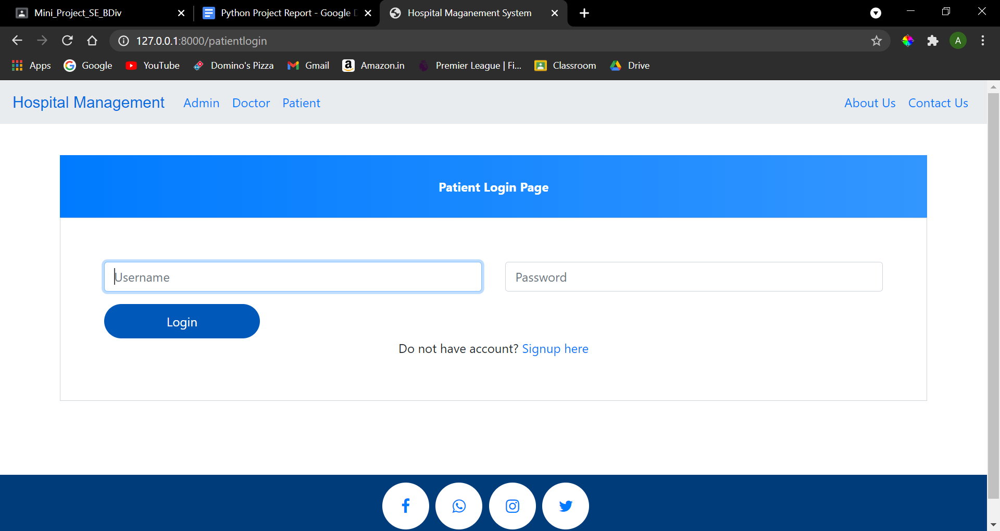 Mini_Project_SE_BDiv
Python Project Report - Google
Hospital Maganement System
127.0.0.1:8000/patientlogin
A
Apps Google YouTube Domino's Pizza Gmail Amazon.in Premier League | Fi... Classroom Drive
Hospital Management Admin Doctor Patient About Us Contact Us
Patient Login Page
Username Password
Login
Do not have account? Signup here